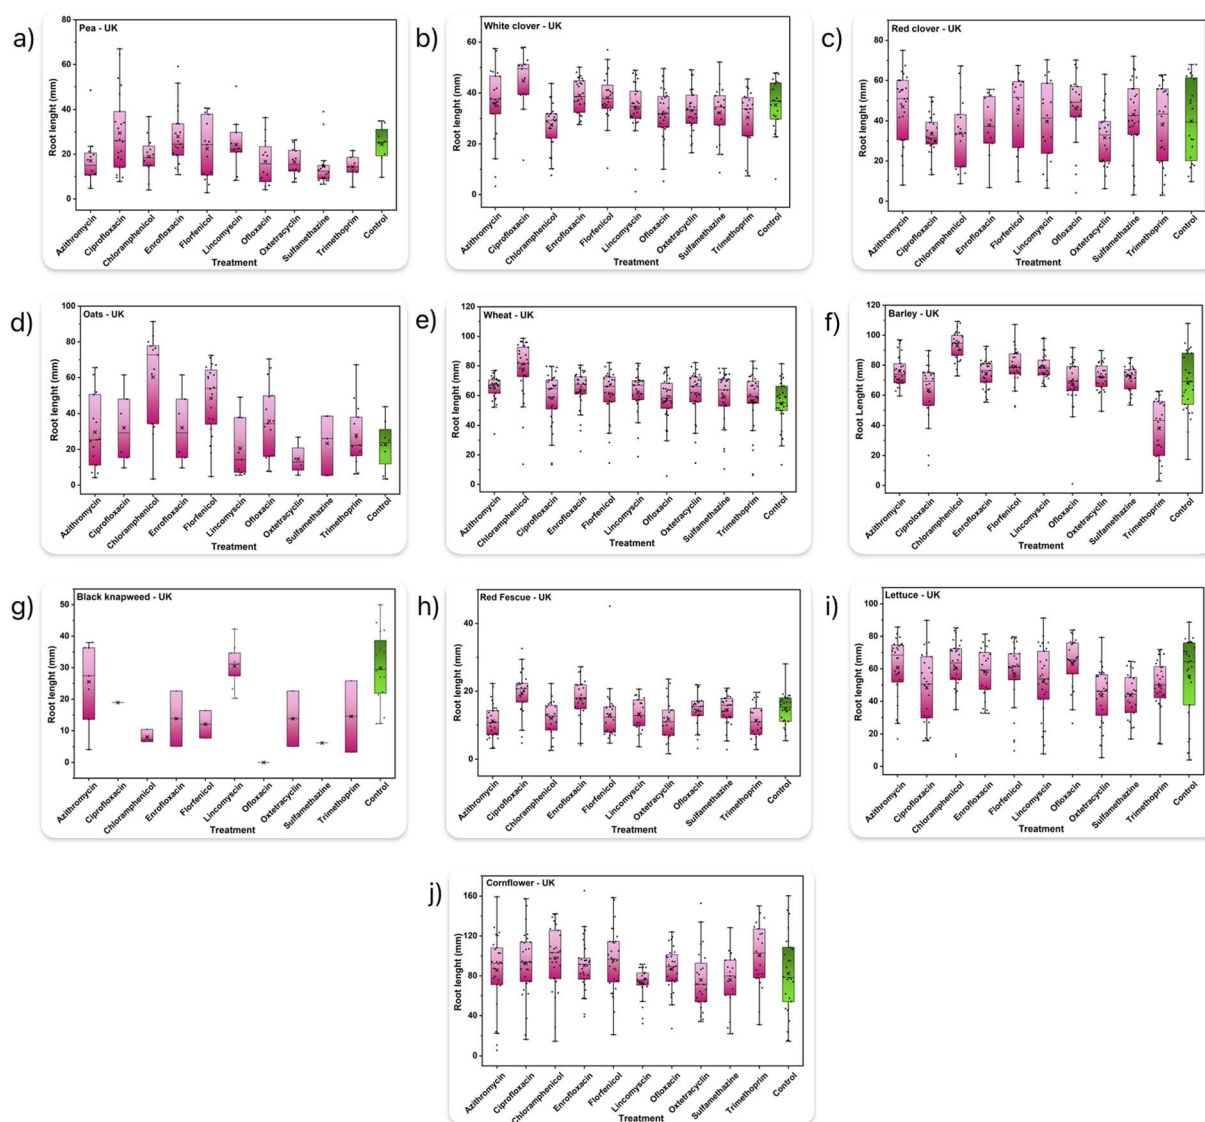 a)
Pea - UK
Root lenght (mm)
80
60
40
20
0
Azithromycin
Ciprofloxacin
Chloramphenicol
Enrofloxacin
Florfenicol
Lincomyscin
Ofloxacin
Oxtetracyclin
Sulfamethazine
Trimethoprim
Control
Treatment
b)
White clover - UK
Root lenght (mm)
60
40
20
0
Azithromycin
Ciprofloxacin
Chloramphenicol
Enrofloxacin
Florfenicol
Lincomyscin
Ofloxacin
Oxtetracyclin
Sulfamethazine
Trimethoprim
Control
Treatment
c)
Red clover - UK
Root lenght (mm)
80
60
40
20
0
Azithromycin
Ciprofloxacin
Chloramphenicol
Enrofloxacin
Florfenicol
Lincomyscin
Ofloxacin
Oxtetracyclin
Sulfamethazine
Trimethoprim
Control
Treatment
d)
Oats - UK
Root lenght (mm)
100
80
60
40
20
0
Azithromycin
Ciprofloxacin
Chloramphenicol
Enrofloxacin
Florfenicol
Lincomyscin
Ofloxacin
Oxtetracyclin
Sulfamethazine
Trimethoprim
Control
Treatment
e)
Wheat - UK
Root lenght (mm)
120
100
80
60
40
20
0
Azithromycin
Chloramphenicol
Ciprofloxacin
Enrofloxacin
Florfenicol
Lincomyscin
Ofloxacin
Oxtetracyclin
Sulfamethazine
Trimethoprim
Control
Treatment
f)
Barley - UK
Root Lenght (mm)
120
100
80
60
40
20
0
Azithromycin
Ciploxacin
Chloramphenicol
Enrofloxacin
Florfenicol
Lincomyscin
Ofloxacin
Oxtetracyclin
Sulfamethazine
Trimethoprim
Control
Treatment
g)
Black knapweed - UK
Root lenght (mm)
50
40
30
20
10
0
Azithromycin
Ciprofloxacin
Chloramphenicol
Enrofloxacin
Florfenicol
Lincomyscin
Ofloxacin
Oxtetracyclin
Sulfamethazine
Trimethoprim
Control
Treatment
h)
Red Fescue - UK
Root lenght (mm)
40
20
0
Azithromycin
Ciprofloxacin
Chloramphenicol
Enrofloxacin
Florfenicol
Lincomyscin
Oxtetracyclin
Ofloxacin
Sulfamethazine
Trimethoprim
Control
Treatment
i)
Lettuce - UK
Root lenght (mm)
100
80
60
40
20
0
Azithromycin
Ciprofloxacin
Chloramphenicol
Enrofloxacin
Florfenicol
Lincomyscin
Ofloxacin
Oxtetracyclin
Sulfamethazine
Trimethoprim
Control
Treatment
j)
Cornflower - UK
Root lenght (mm)
160
120
80
40
0
Azithromycin
Ciprofloxacin
Chloramphenicol
Enrofloxacin
Florfenicol
Lincomyscin
Ofloxacin
Oxtetracyclin
Sulfamethazine
Trimethoprim
Control
Treatment